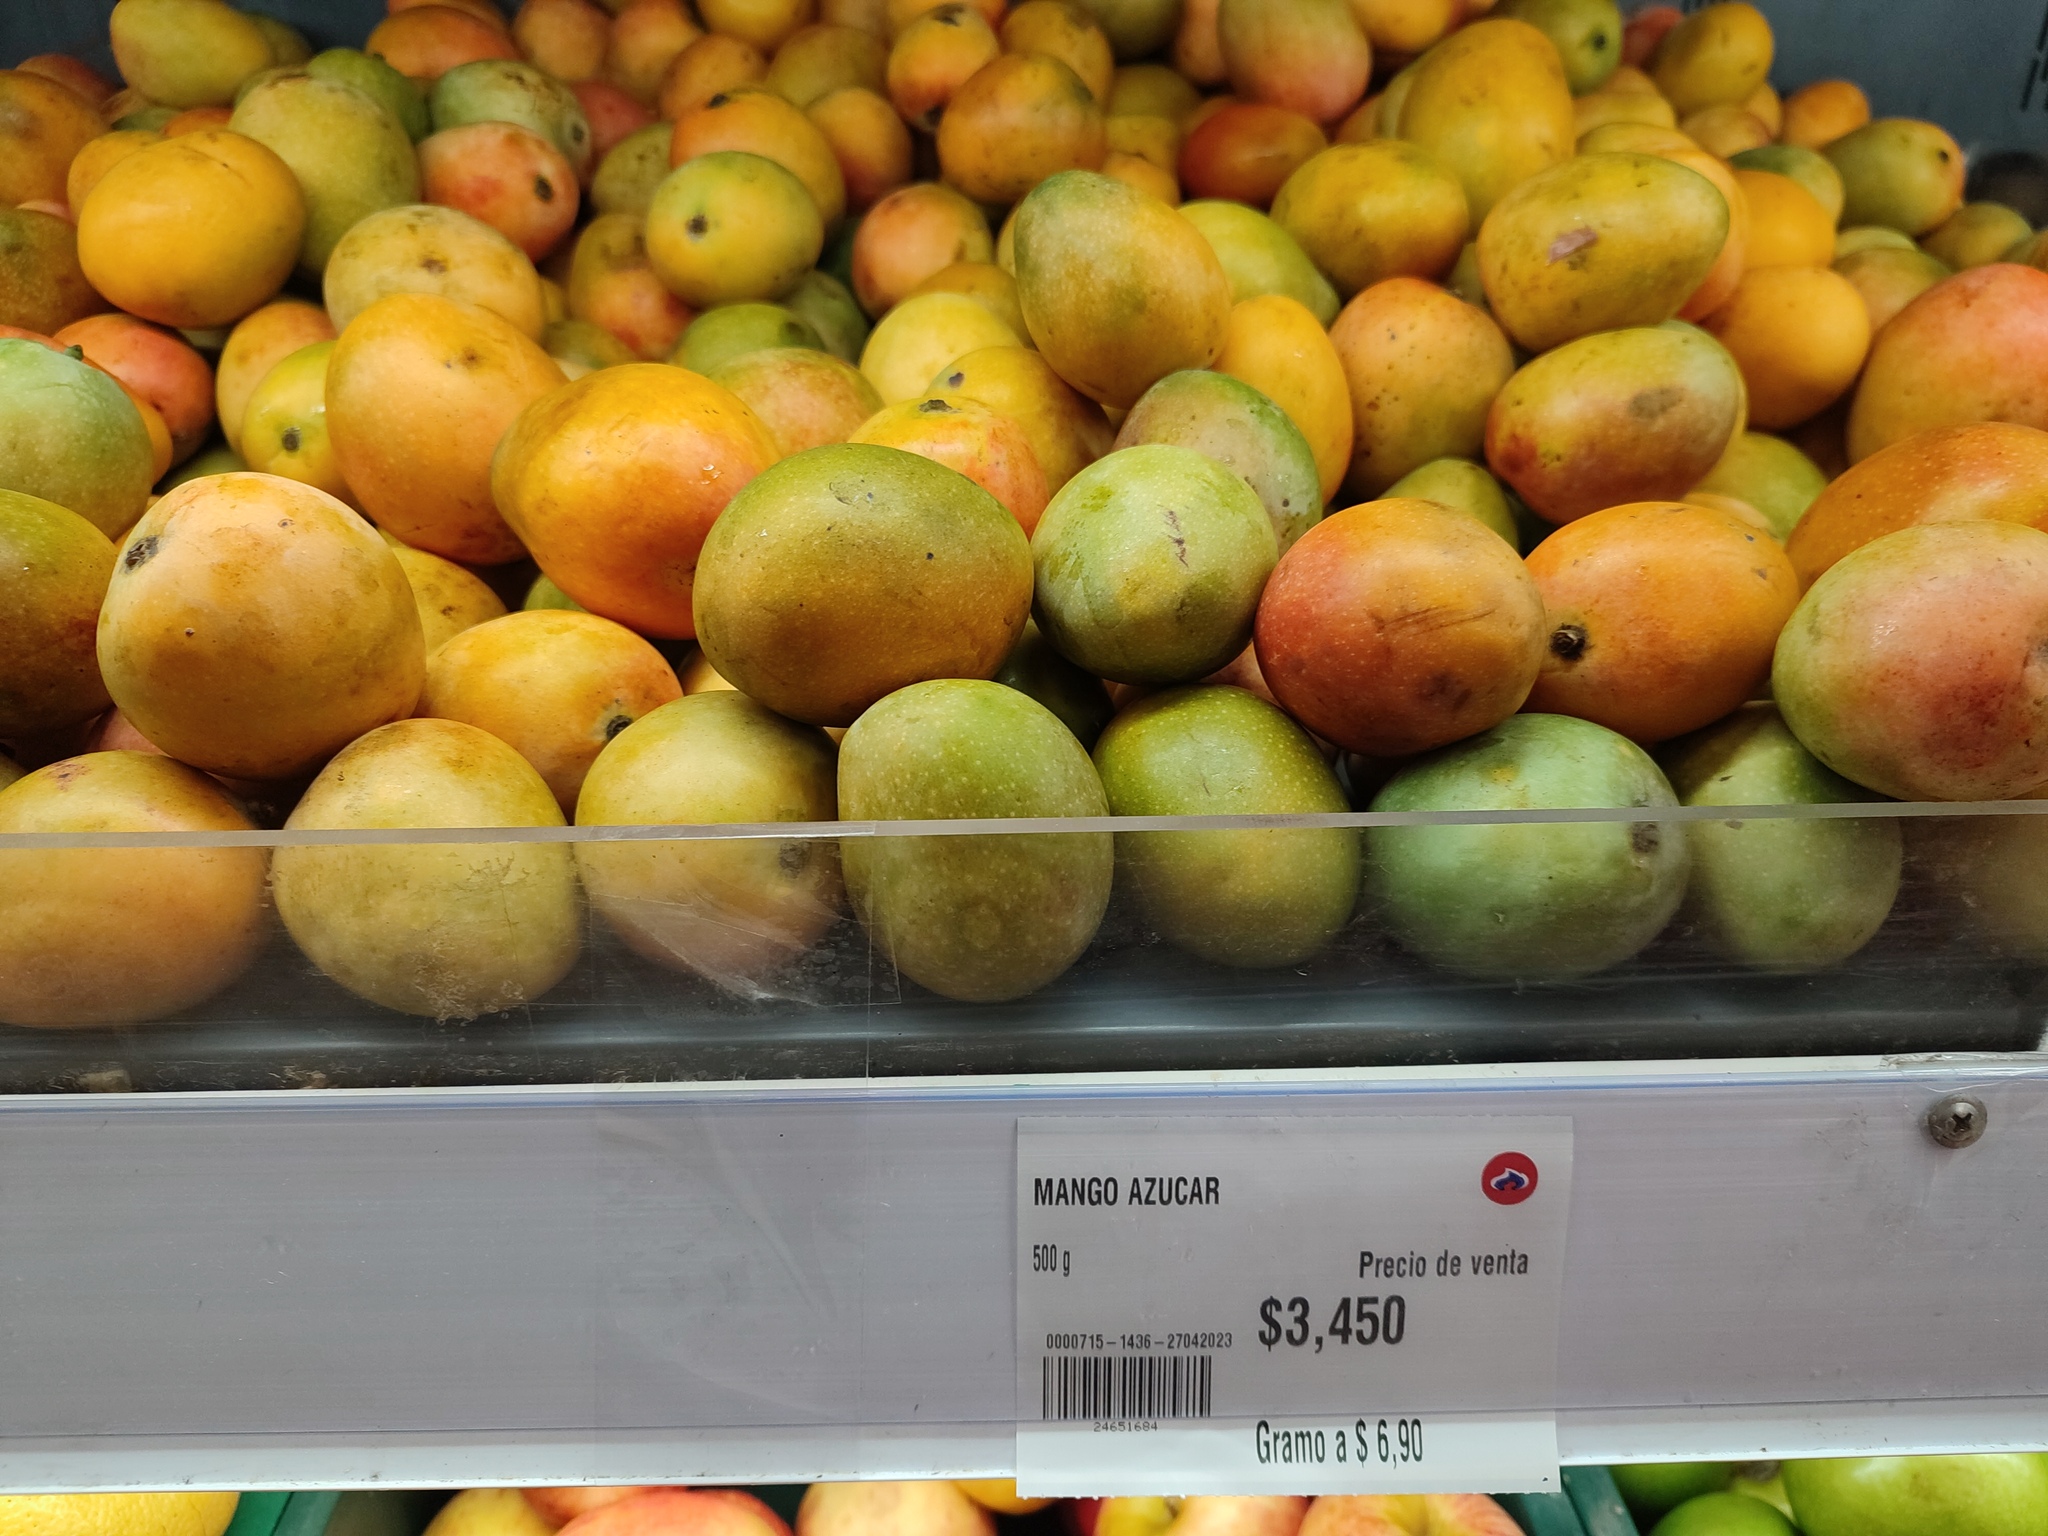 MANGO AZUCAR
500 g
Precio de venta
$3,450
0000715-1436-27042023
24651684
Gramo a $ 6,90